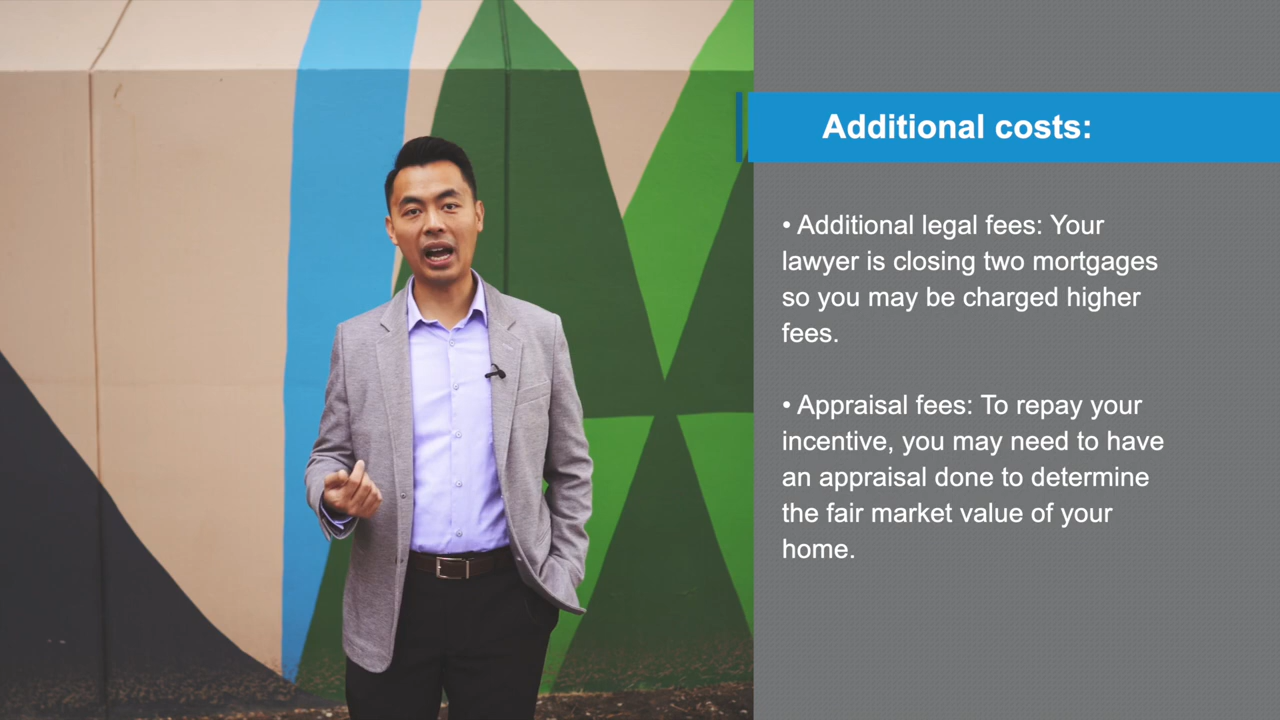 Additional costs:
• Additional legal fees: Your
lawyer is closing two mortgages
so you may be charged higher
fees.
• Appraisal fees: To repay your
incentive, you may need to have
an appraisal done to determine
the fair market value of your
home.